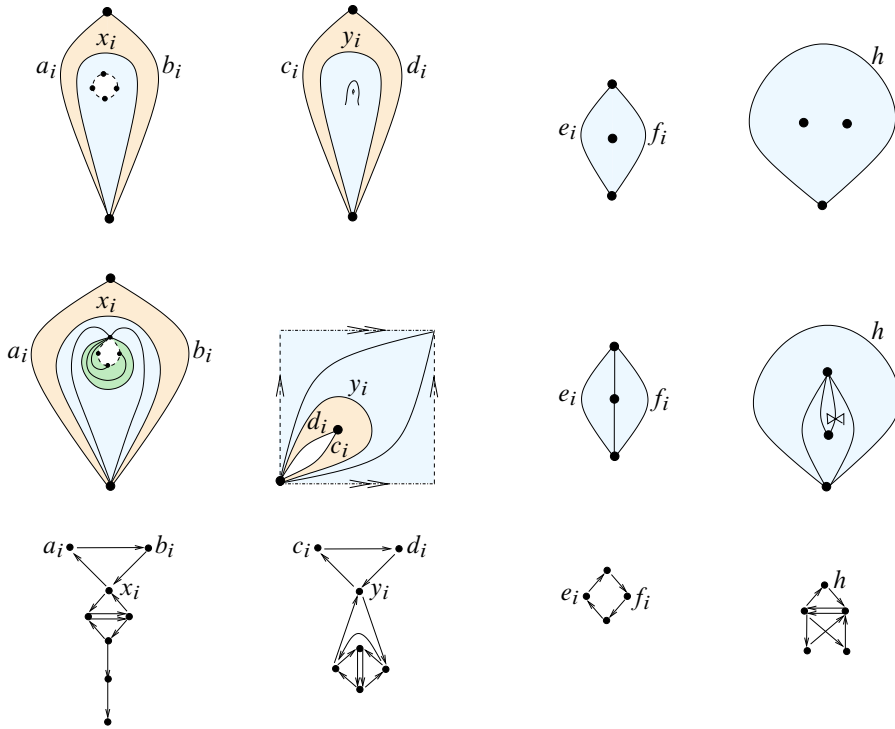 x_i y_i h
a_i b_i c_i d_i
e_i f_i
x_i h
a_i b_i y_i e_i f_i
d_i
c_i
a_i b_i c_i d_i
x_i y_i e_i f_i h